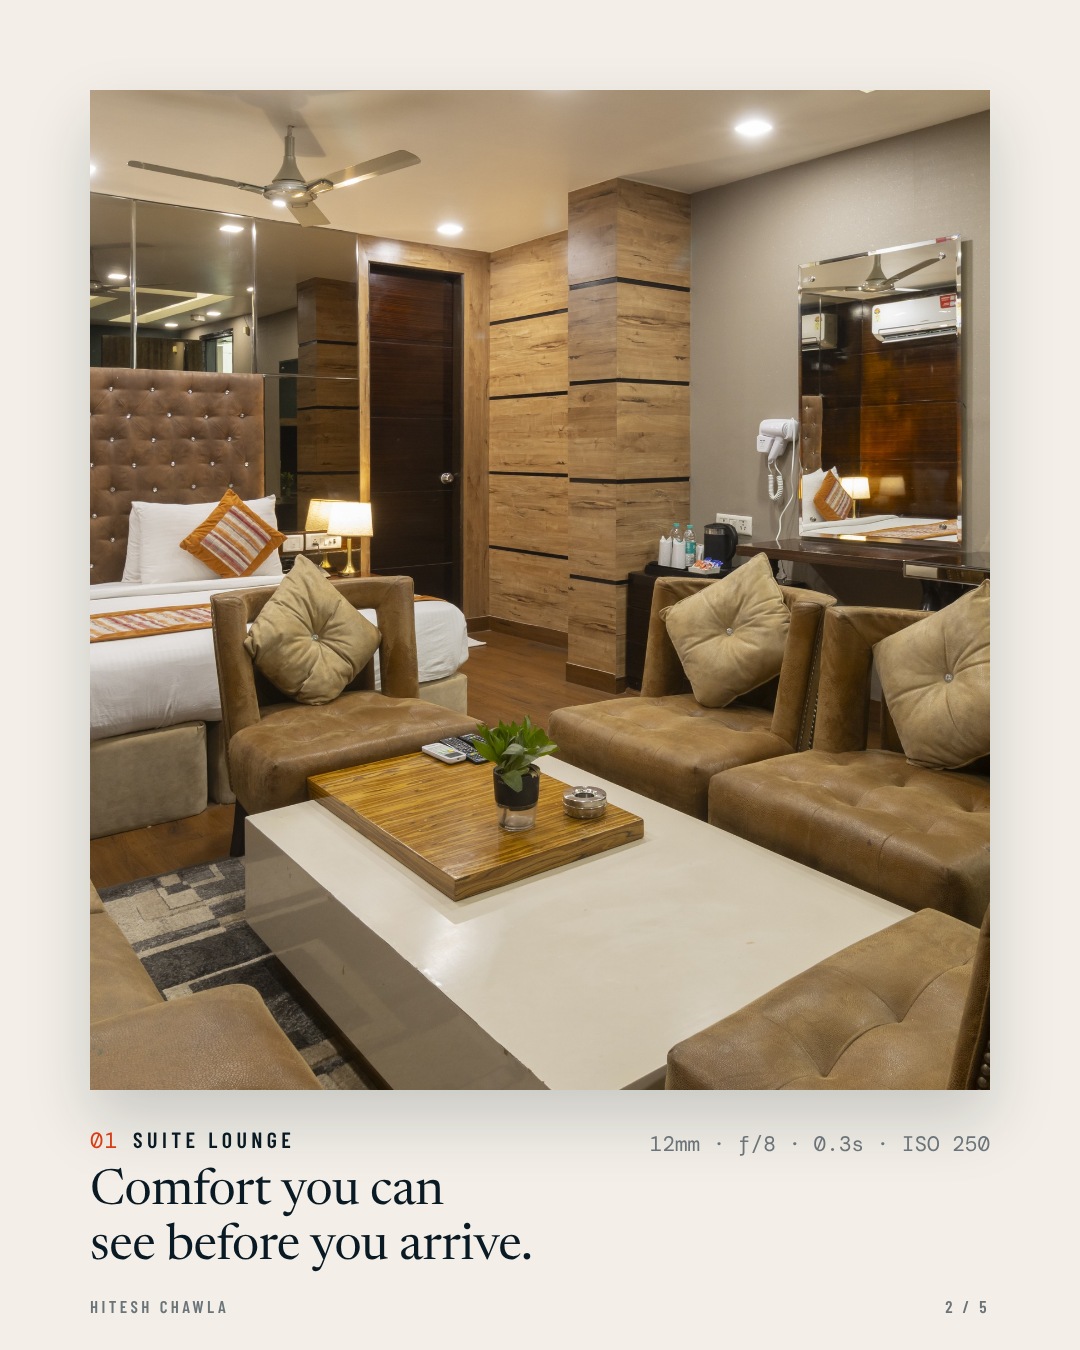 01 SUITE LOUNGE
12mm · ƒ/8 · 0.3s · ISO 250
Comfort you can
see before you arrive.
HITESH CHAWLA
2 / 5